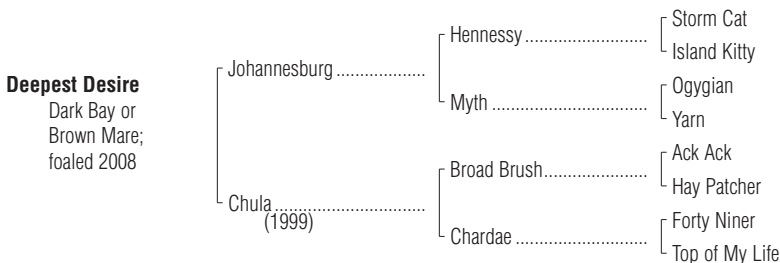 Deepest Desire
Dark Bay or
Brown Mare;
foaled 2008
Johannesburg ...................
Chula ................................
(1999)
Hennessy ..........................
Myth .................................
Broad Brush......................
Chardae ............................
Storm Cat
Island Kitty
Ogygian
Yarn
Ack Ack
Hay Patcher
Forty Niner
Top of My Life